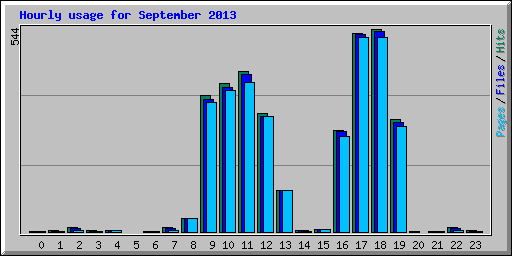 Hourly usage for September 2013
544
Pages / Files / Hits
0 1 2 3 4 5 6 7 8 9 10 11 12 13 14 15 16 17 18 19 20 21 22 23